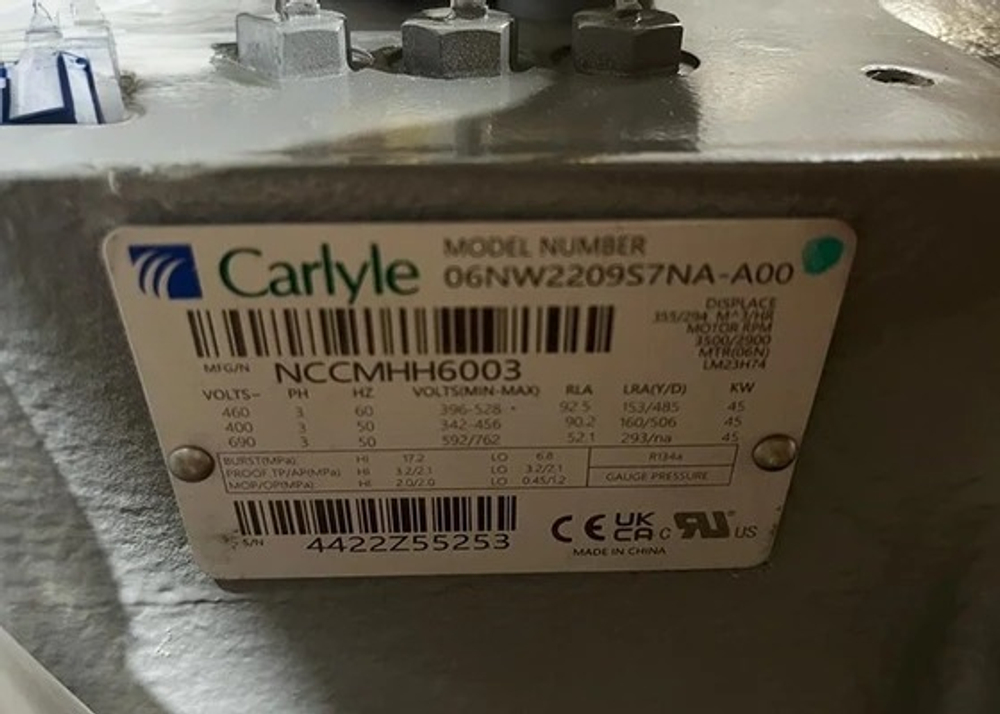 Carlyle
MODEL NUMBER
06NW2209S7NA-A00
DISPLACE
355/294 M^3/HR
MOTOR RPM
3500/2900
MTR(06N)
LM23H74
MFG/N NCCMHH6003
VOLTS~ PH HZ VOLTS(MIN-MAX) RLA LRA(Y/D) KW
460 3 60 396-528 92.5 153/485 45
400 3 50 342-456 90.2 160/506 45
690 3 50 592/762 52.1 293/na 45
BURST(MPa) HI 17.2 LO 6.8 R134a
PROOF TP/AP(MPa) HI 3.2/2.1 LO 3.2/2.1 GAUGE PRESSURE
MOP/OP(MPa) HI 2.0/2.0 LO 0.45/1.2
S/N 4422Z55253
CE UK CA c RU ® US
MADE IN CHINA